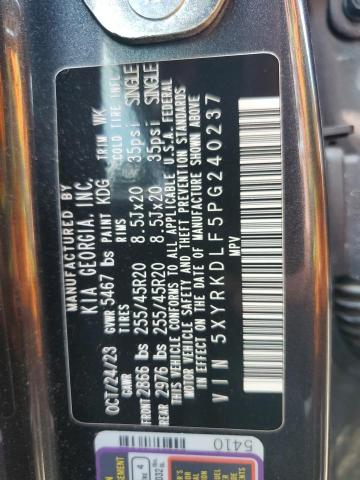 MANUFACTURED BY
KIA GEORGIA, INC.
OCT/24/23 GVWR 5467 lbs PAINT KDG TRIM WK
GAWR TIRES RIMS COLD TIRE INFL
FRONT 2866 lbs 255/45R20 8.5Jx20 35psi SINGLE
REAR 2976 lbs 255/45R20 8.5Jx20 35psi SINGLE
THIS VEHICLE CONFORMS TO ALL APPLICABLE U.S.A. FEDERAL
MOTOR VEHICLE SAFETY AND THEFT PREVENTION STANDARDS
IN EFFECT ON THE DATE OF MANUFACTURE SHOWN ABOVE
VIN 5XYRKDLF5PG240237
MPV
5410
4